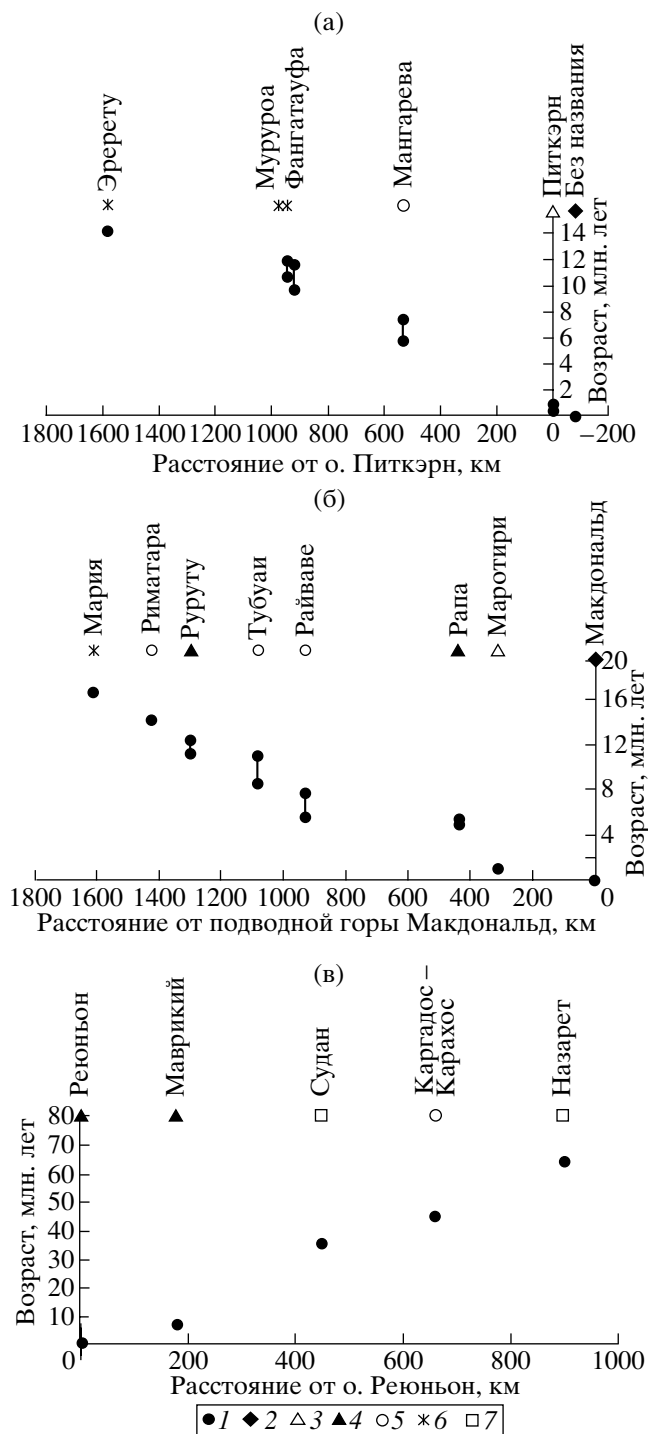 (а)
Эререту
Муруроа
Фангатауфа
Мангарева
Питкэрн
Без названия
14
12
10
8
6
4
2
Возраст, млн. лет
1800 1600 1400 1200 1000 800 600 400 200 0 –200
Расстояние от о. Питкэрн, км
(б)
Мария
Риматара
Руруту
Тубуаи
Райваве
Рапа
Маротири
Макдональд
20
16
12
8
4
Возраст, млн. лет
1800 1600 1400 1200 1000 800 600 400 200 0
Расстояние от подводной горы Макдональд, км
(в)
Реюньон
Маврикий
Судан
Каргадос –
Карахос
Назарет
80
70
60
50
40
30
20
10
Возраст, млн. лет
0 200 400 600 800 1000
Расстояние от о. Реюньон, км
1 2 3 4 5 6 7